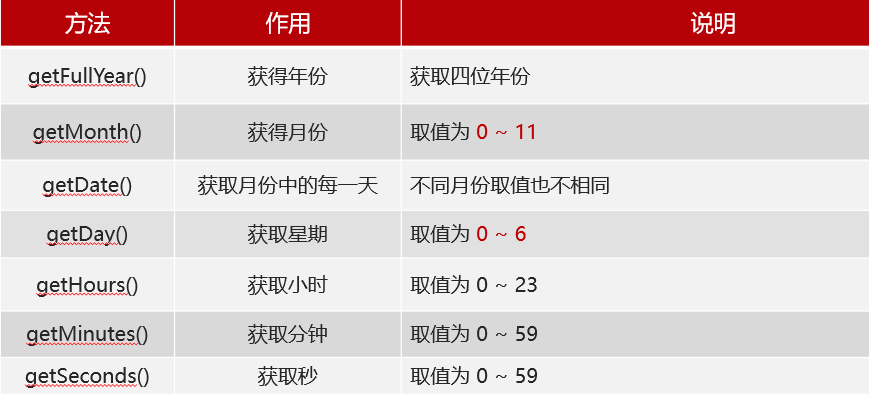 方法 作用 说明
getFullYear() 获得年份 获取四位年份
getMonth() 获得月份 取值为 0 ~ 11
getDate() 获取月份中的每一天 不同月份取值也不相同
getDay() 获取星期 取值为 0 ~ 6
getHours() 获取小时 取值为 0 ~ 23
getMinutes() 获取分钟 取值为 0 ~ 59
getSeconds() 获取秒 取值为 0 ~ 59